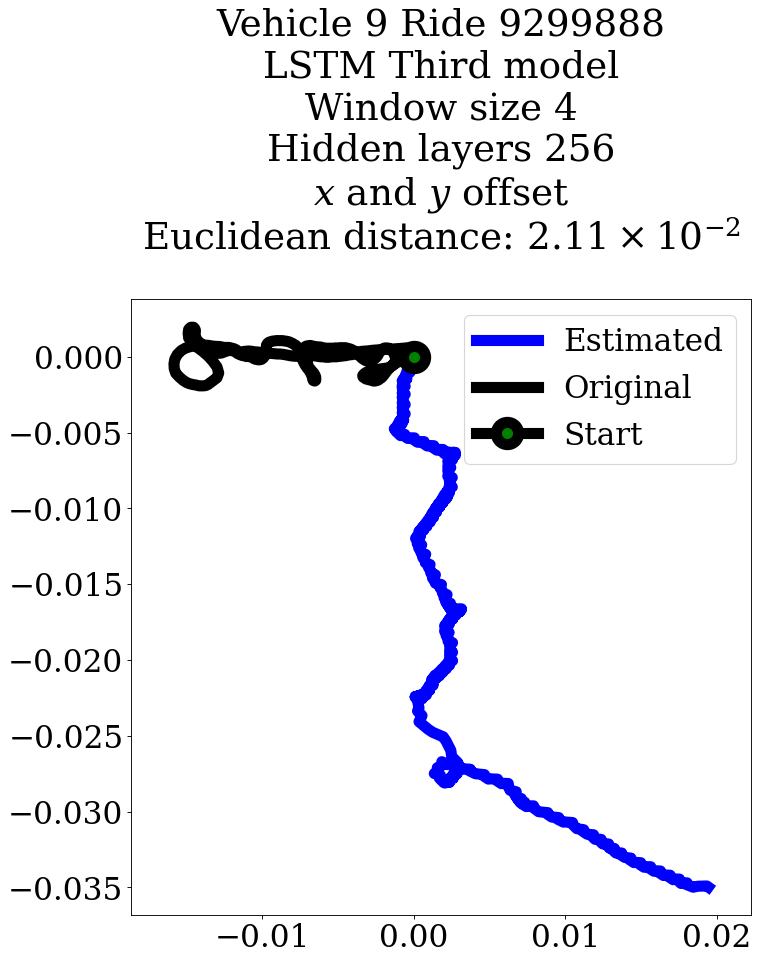 Vehicle 9 Ride 9299888
LSTM Third model
Window size 4
Hidden layers 256
x and y offset
Euclidean distance: 2.11 × 10⁻²
Estimated
Original
Start
0.000
−0.005
−0.010
−0.015
−0.020
−0.025
−0.030
−0.035
−0.01 0.00 0.01 0.02